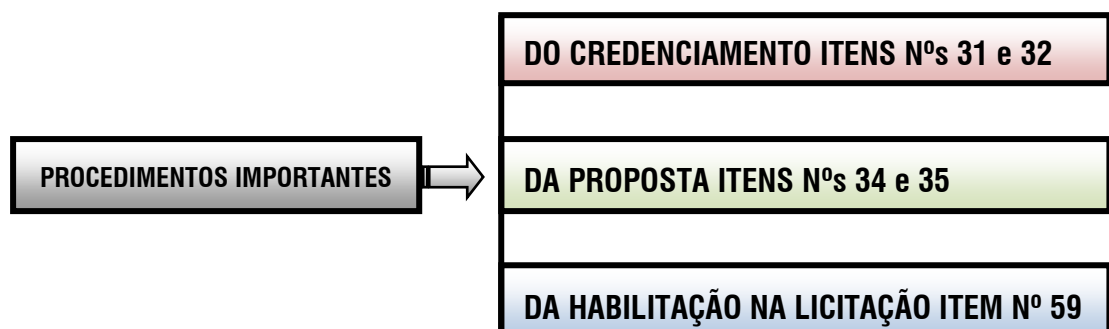 DO CREDENCIAMENTO ITENS Nºs 31 e 32
PROCEDIMENTOS IMPORTANTES
DA PROPOSTA ITENS Nºs 34 e 35
DA HABILITAÇÃO NA LICITAÇÃO ITEM Nº 59